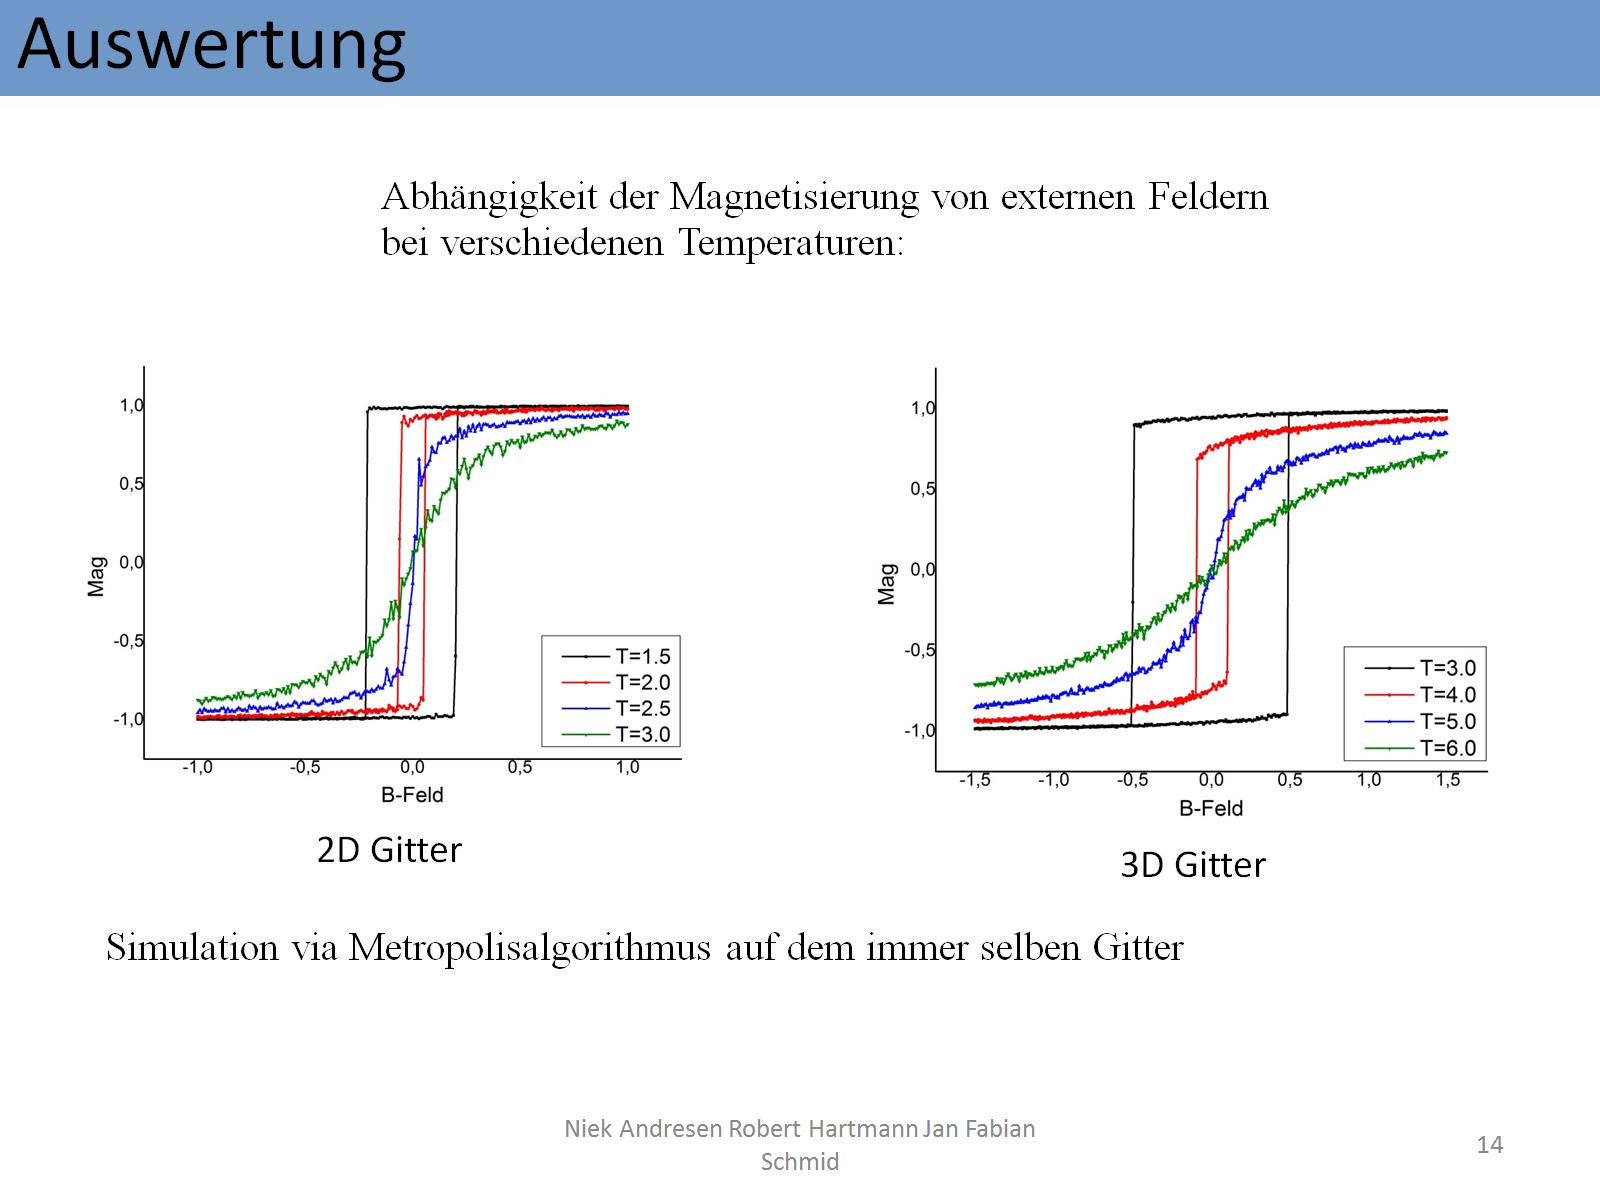 Auswertung
Abhängigkeit der Magnetisierung von externen Feldern
bei verschiedenen Temperaturen:
1,0
0,5
0,0
-0,5
-1,0
Mag
-1,0 -0,5 0,0 0,5 1,0
B-Feld
T=1.5
T=2.0
T=2.5
T=3.0
2D Gitter
1,0
0,5
0,0
-0,5
-1,0
Mag
-1,5 -1,0 -0,5 0,0 0,5 1,0 1,5
B-Feld
T=3.0
T=4.0
T=5.0
T=6.0
3D Gitter
Simulation via Metropolisalgorithmus auf dem immer selben Gitter
Niek Andresen Robert Hartmann Jan Fabian
Schmid
14